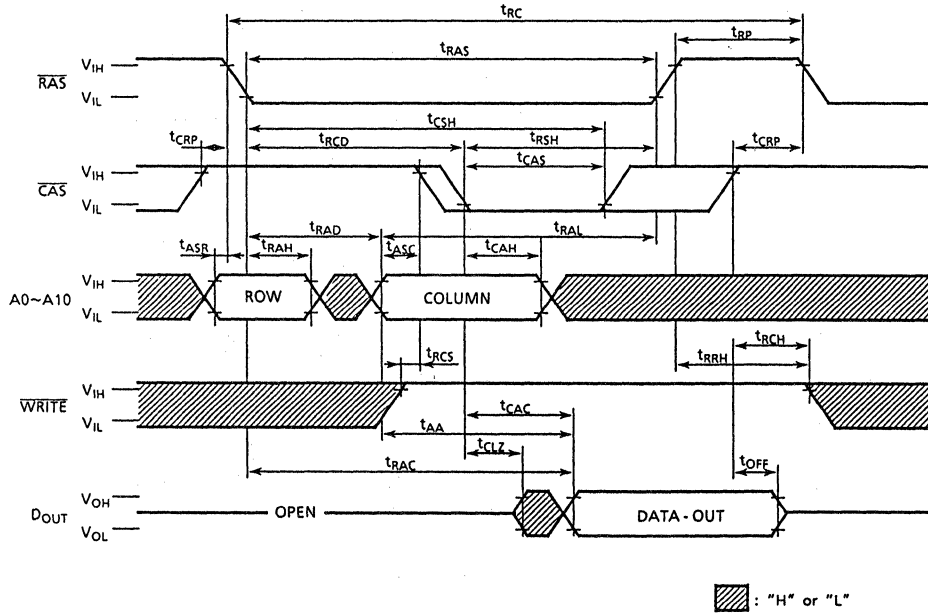 tRC
tRP
tRAS
RAS
VIH
VIL
tCSH
tCRP
tRCD
tRSH
tCRP
tCAS
CAS
VIH
VIL
tRAD
tRAL
tASR
tRAH
tASC
tCAH
A0~A10
VIH
VIL
ROW
COLUMN
tRCS
tRCH
tRRH
WRITE
VIH
VIL
tCAC
tAA
tCLZ
tRAC
tOFF
DOUT
VOH
VOL
OPEN
DATA - OUT
: "H" or "L"